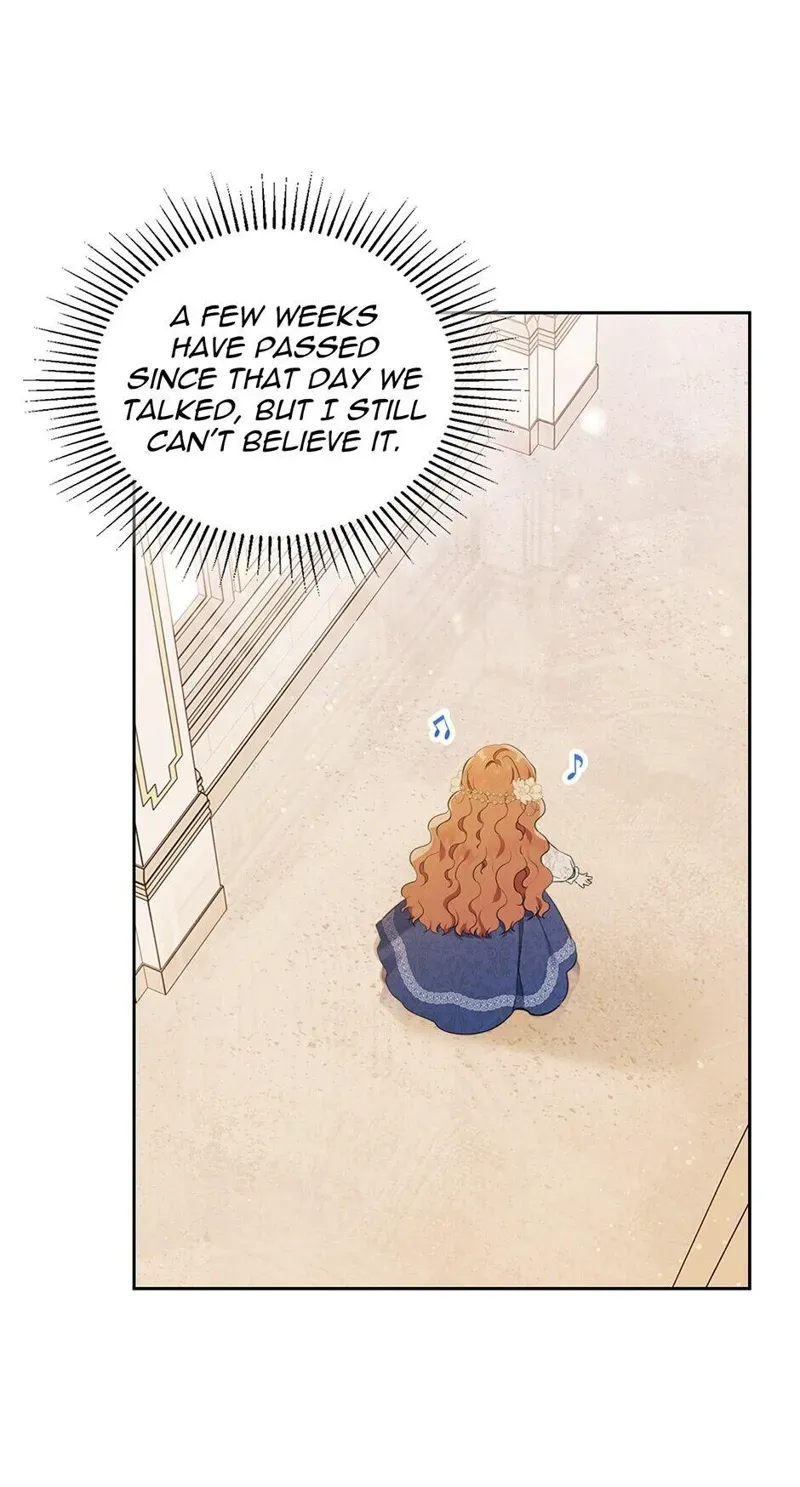 A FEW WEEKS
HAVE PASSED
SINCE THAT DAY WE
TALKED, BUT I STILL
CAN'T BELIEVE IT.